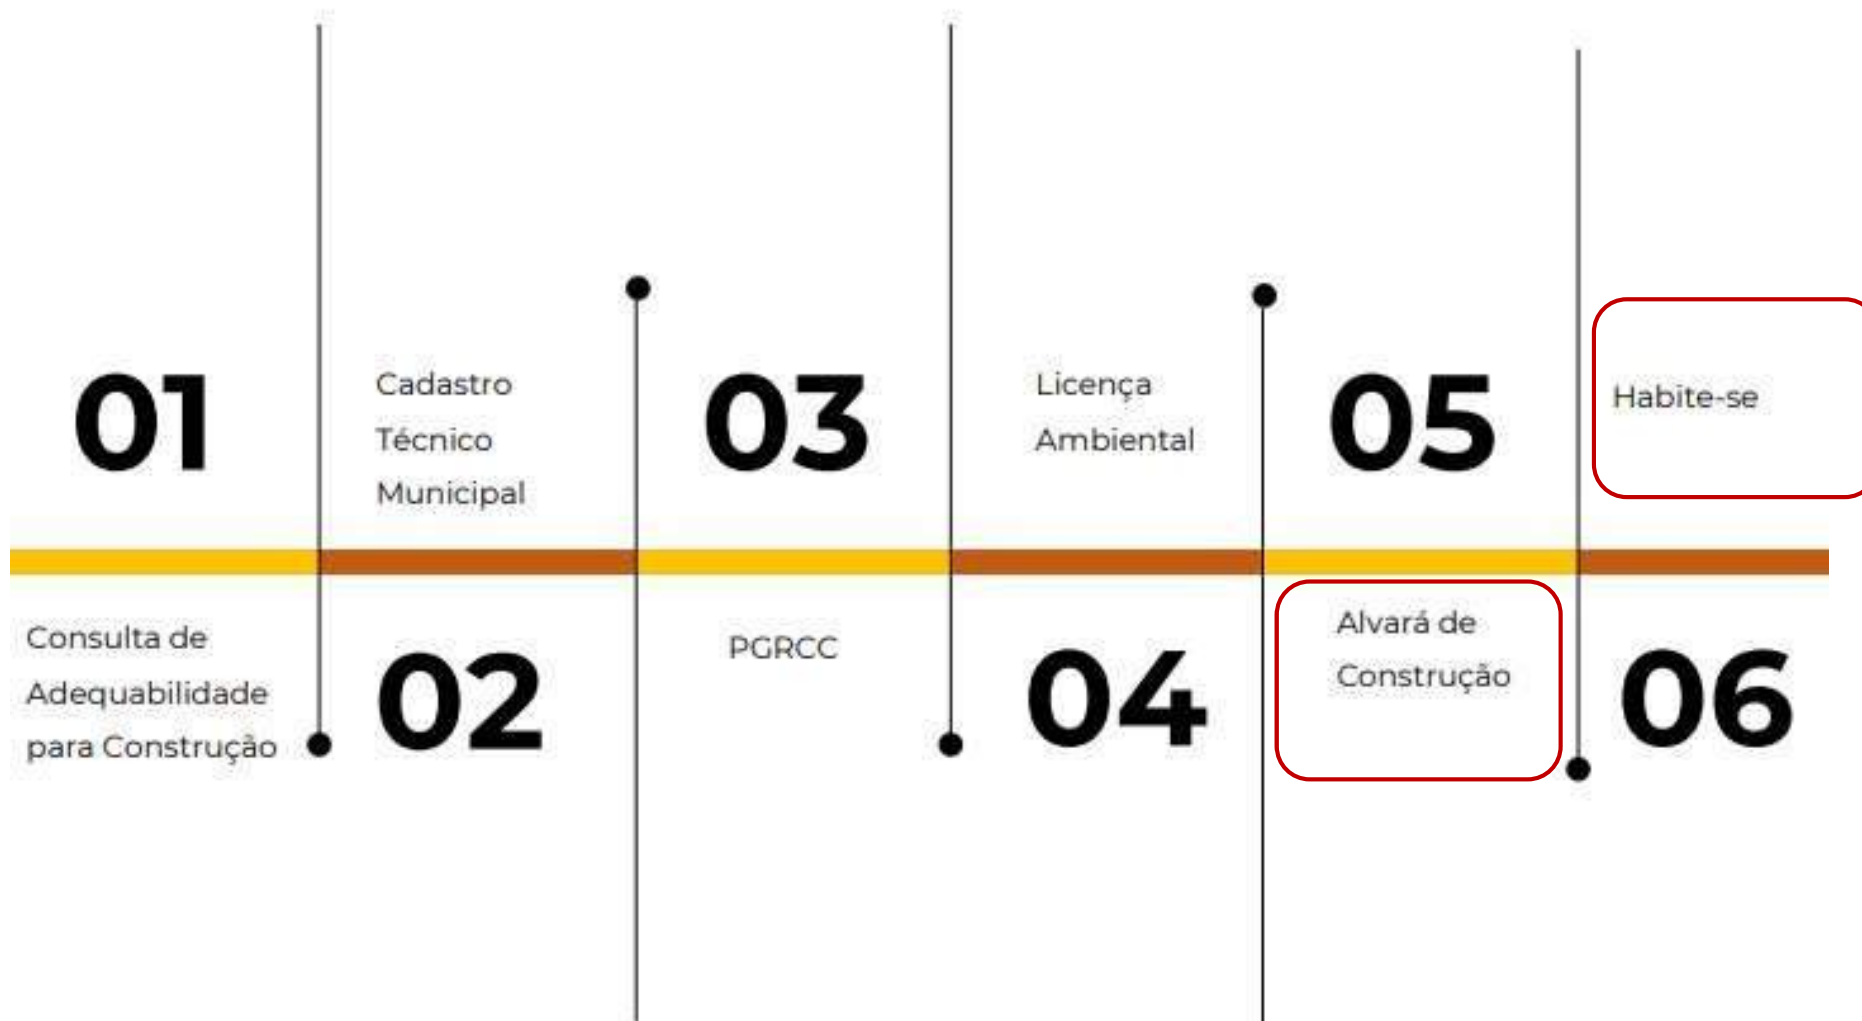 01
Consulta de
Adequabilidade
para Construção
Cadastro
Técnico
Municipal
02
03
PGRCC
Licença
Ambiental
04
05
Alvará de
Construção
Habite-se
06